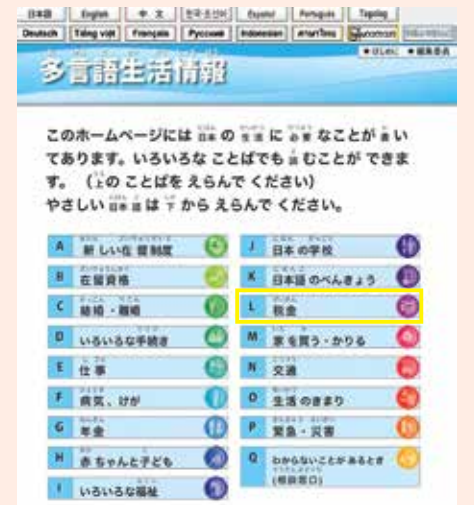 日本語 English 中文 한국·조선어 Español Português Tagalog
Deutsch Tiếng việt Français Русский Indonesian ภาษาไทย
●はじめに ●編集委員
多言語生活情報
このホームページには 日本 の 生活 に 必要 なことが 書い
てあります。いろいろな ことばでも 読 むことが できま
す。 (上の ことばを えらんで ください)
やさしい 日本 語 は 下 から えらんで ください。
A 新 しい在 留 制度
B 在留資格
C 結婚・離婚
D いろいろな手続き
E 仕 事
F 病気、けが
G 年金
H 赤 ちゃんと子ども
I いろいろな福祉
J 日本 の学校
K 日本語 のべんきょう
L 税金
M 家 を買う・かりる
N 交通
O 生活 のきまり
P 緊急・災害
Q わからないことが あるとき
(相談窓口)